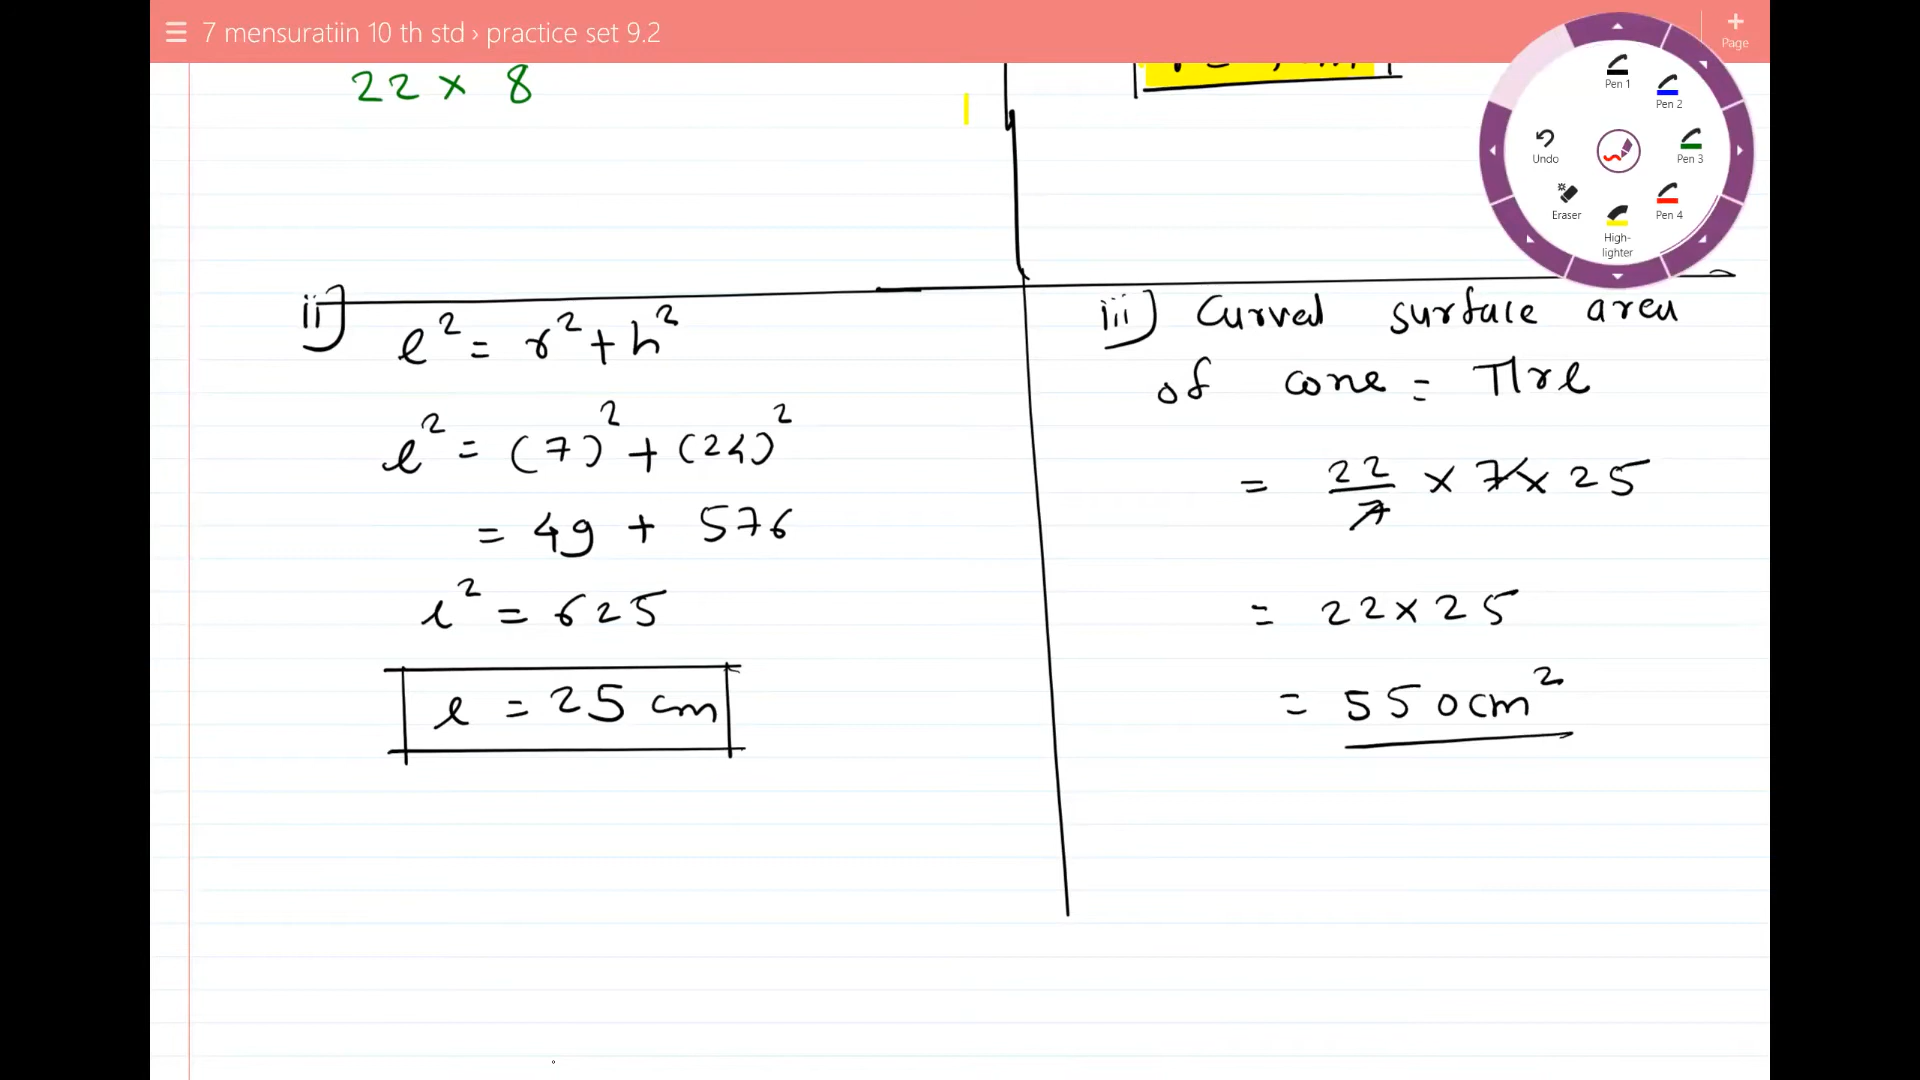 7 mensuratiin 10 th std › practice set 9.2
Page
22 × 8
Pen 1
Pen 2
Undo
Pen 3
Eraser
Pen 4
High-
lighter
ii)
l² = r² + h²
l² = (7)² + (24)²
= 49 + 576
l² = 625
l = 25 cm
iii) Curved surface area
of cone = πrl
= 22/7 × 7 × 25
= 22 × 25
= 550cm²